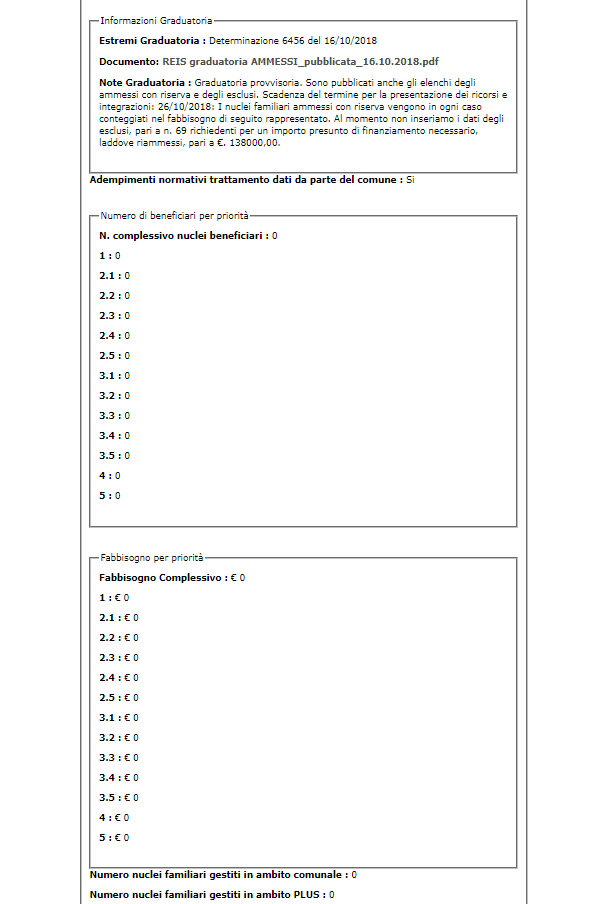 Informazioni Graduatoria
Estremi Graduatoria : Determinazione 6456 del 16/10/2018
Documento: REIS graduatoria AMMESSI_pubblicata_16.10.2018.pdf
Note Graduatoria : Graduatoria provvisoria. Sono pubblicati anche gli elenchi degli
ammessi con riserva e degli esclusi. Scadenza del termine per la presentazione dei ricorsi e
integrazioni: 26/10/2018: I nuclei familiari ammessi con riserva vengono in ogni caso
conteggiati nel fabbisogno di seguito rappresentato. Al momento non inseriamo i dati degli
esclusi, pari a n. 69 richiedenti per un importo presunto di finanziamento necessario,
laddove riammessi, pari a €. 138000,00.
Adempimenti normativi trattamento dati da parte del comune : Si
Numero di beneficiari per priorità
N. complessivo nuclei beneficiari : 0
1 : 0
2.1 : 0
2.2 : 0
2.3 : 0
2.4 : 0
2.5 : 0
3.1 : 0
3.2 : 0
3.3 : 0
3.4 : 0
3.5 : 0
4 : 0
5 : 0
Fabbisogno per priorità
Fabbisogno Complessivo : € 0
1 : € 0
2.1 : € 0
2.2 : € 0
2.3 : € 0
2.4 : € 0
2.5 : € 0
3.1 : € 0
3.2 : € 0
3.3 : € 0
3.4 : € 0
3.5 : € 0
4 : € 0
5 : € 0
Numero nuclei familiari gestiti in ambito comunale : 0
Numero nuclei familiari gestiti in ambito PLUS : 0